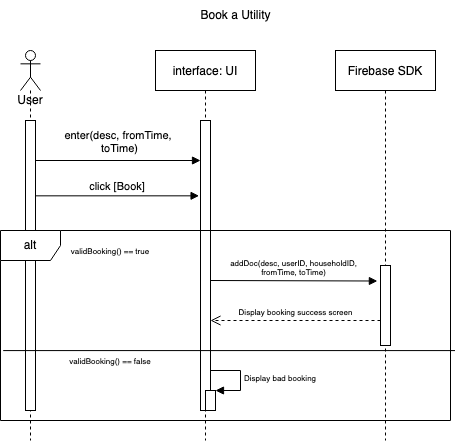 Book a Utility
interface: UI
Firebase SDK
User
enter(desc, fromTime,
toTime)
click [Book]
alt
validBooking() == true
addDoc(desc, userID, householdID,
fromTime, toTime)
Display booking success screen
validBooking() == false
Display bad booking